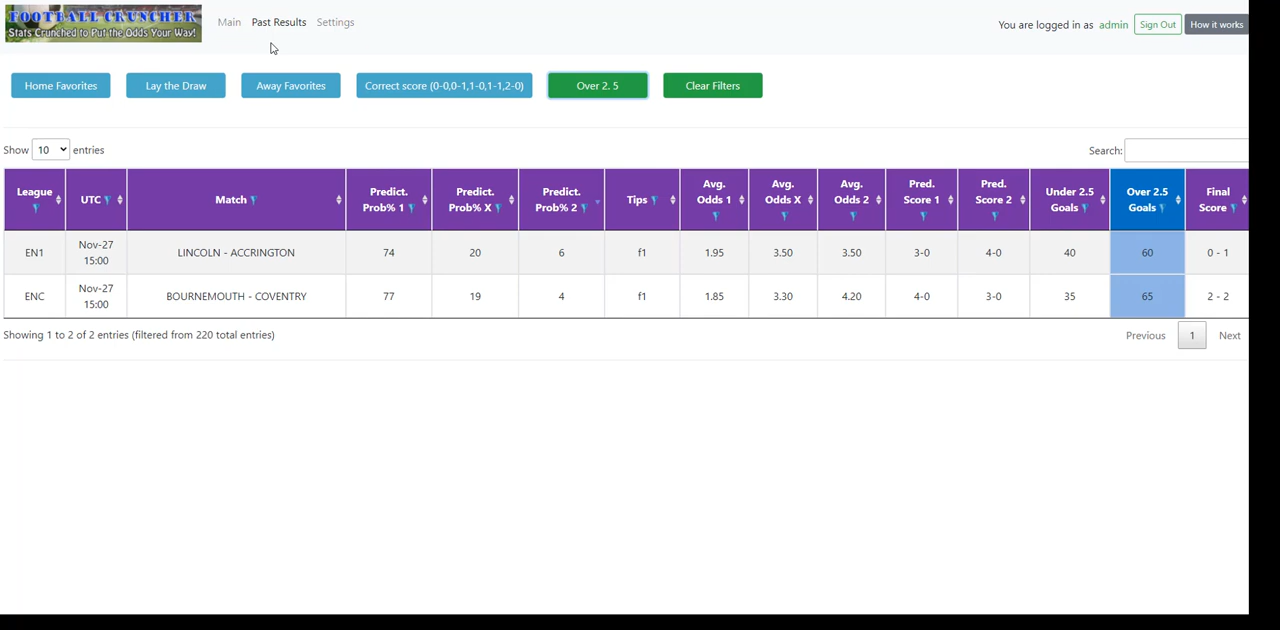 FOOTBALL CRUNCHER
Stats Crunched to Put the Odds Your Way!
Main Past Results Settings
You are logged in as admin Sign Out How it works
Home Favorites Lay the Draw Away Favorites Correct score (0-0,0-1,1-0,1-1,2-0) Over 2. 5 Clear Filters
Show 10 entries Search:
League UTC Match Predict. Prob% 1 Predict. Prob% X Predict. Prob% 2 Tips Avg. Odds 1 Avg. Odds X Avg. Odds 2 Pred. Score 1 Pred. Score 2 Under 2.5 Goals Over 2.5 Goals Final Score
EN1 Nov-27 15:00 LINCOLN - ACCRINGTON 74 20 6 f1 1.95 3.50 3.50 3-0 4-0 40 60 0 - 1
ENC Nov-27 15:00 BOURNEMOUTH - COVENTRY 77 19 4 f1 1.85 3.30 4.20 4-0 3-0 35 65 2 - 2
Showing 1 to 2 of 2 entries (filtered from 220 total entries) Previous 1 Next